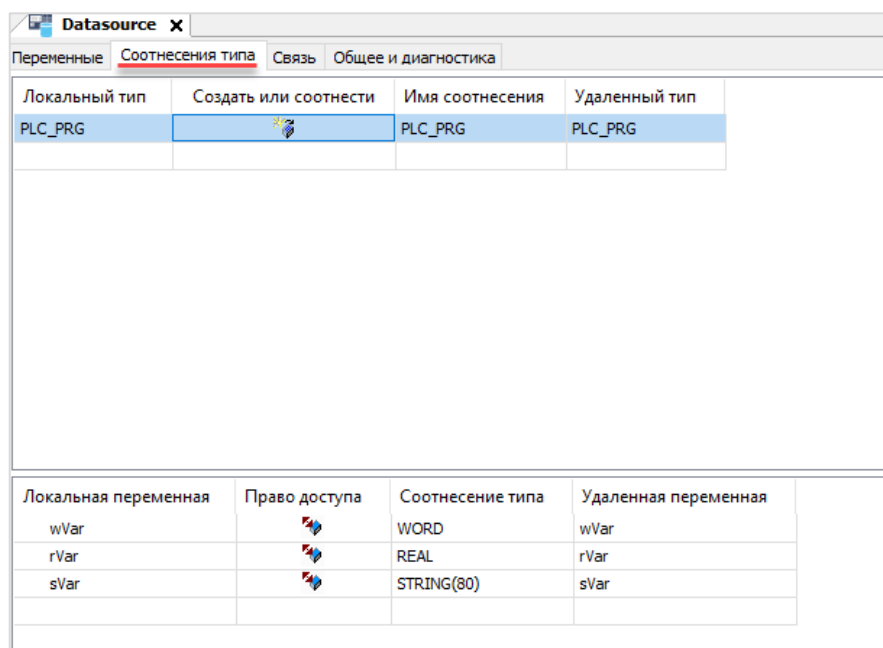 Datasource
Переменные Соотнесения типа Связь Общее и диагностика
Локальный тип Создать или соотнести Имя соотнесения Удаленный тип
PLC_PRG PLC_PRG PLC_PRG
Локальная переменная Право доступа Соотнесение типа Удаленная переменная
wVar WORD wVar
rVar REAL rVar
sVar STRING(80) sVar